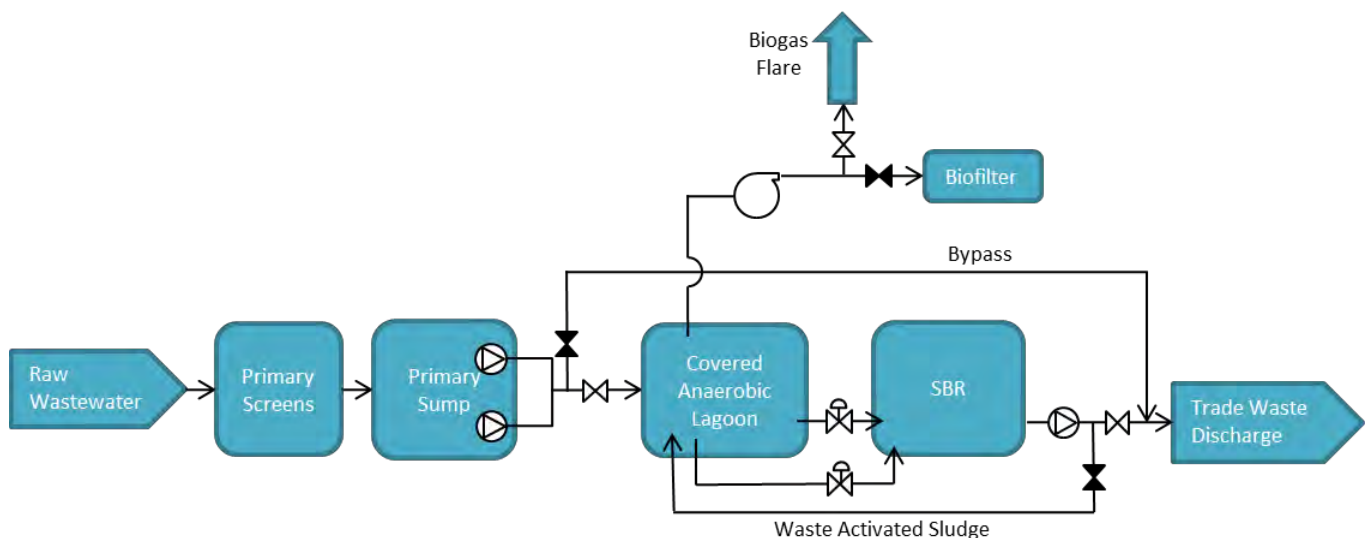 Biogas
Flare
Biofilter
Bypass
Raw
Wastewater
Primary
Screens
Primary
Sump
Covered
Anaerobic
Lagoon
SBR
Trade Waste
Discharge
Waste Activated Sludge